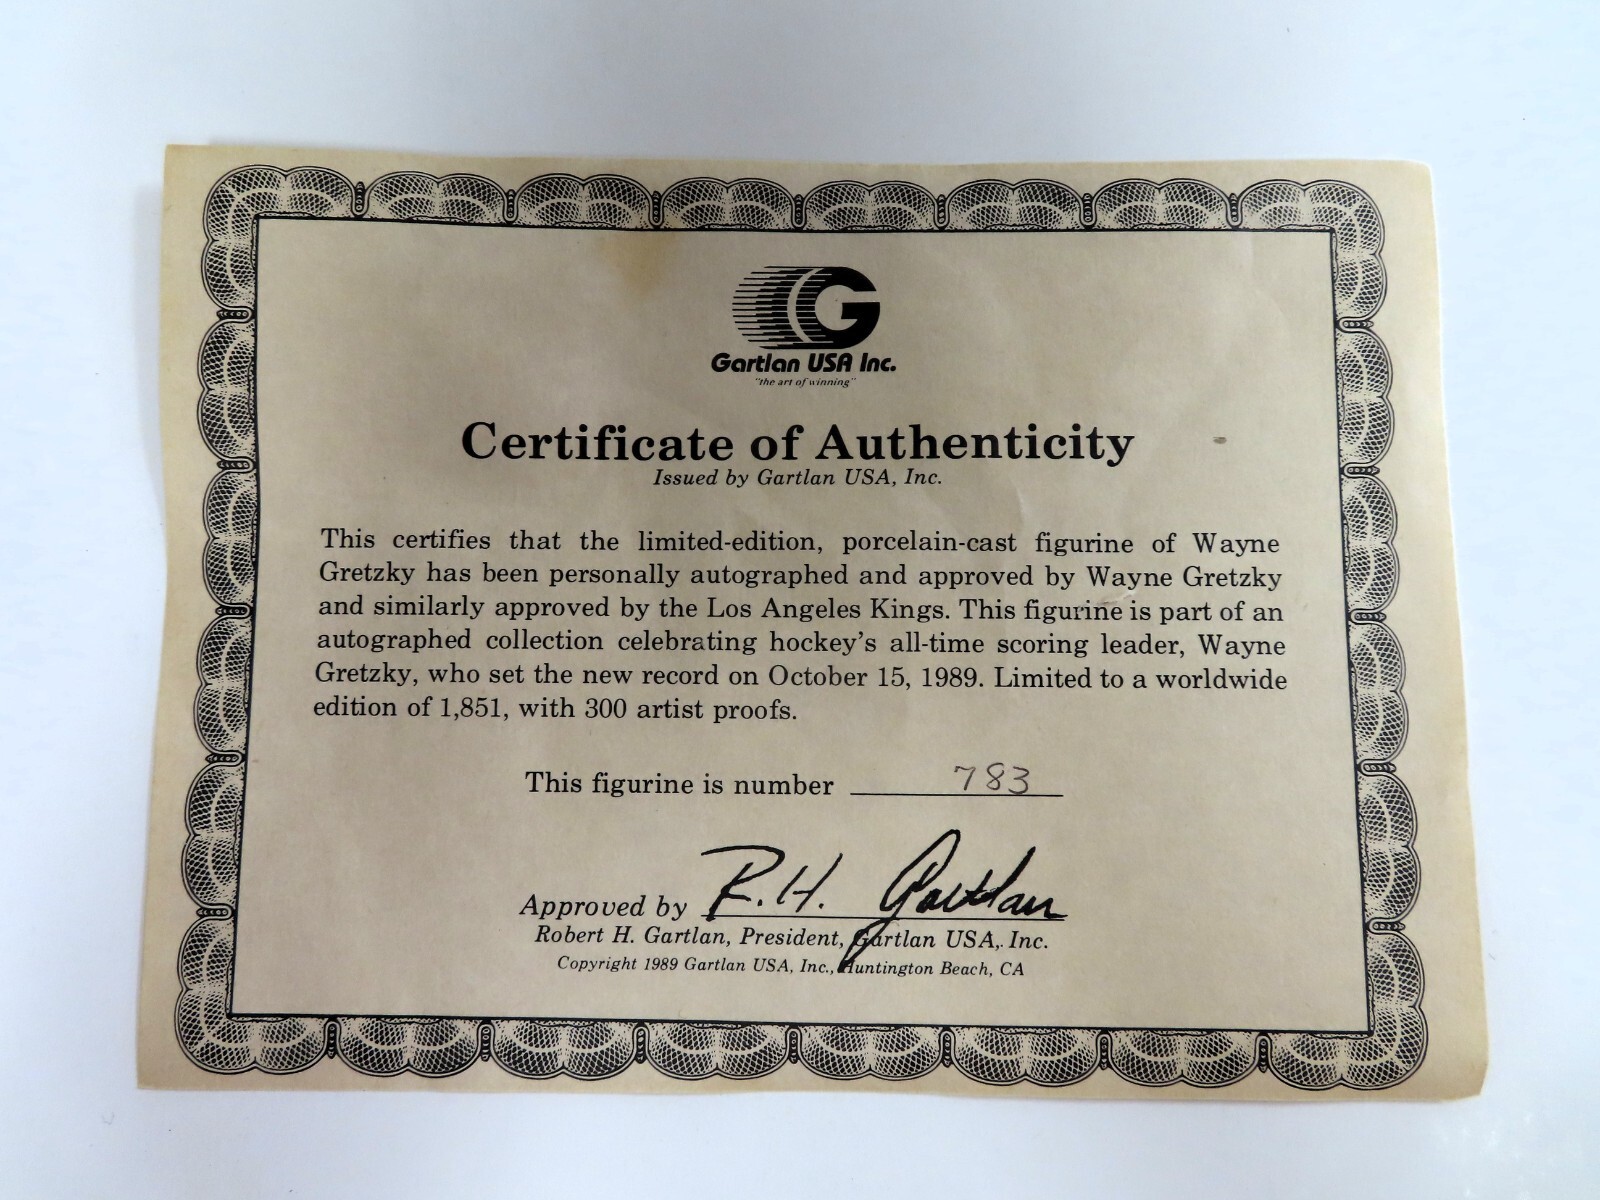 G
Gartlan USA Inc.
"the art of winning"
Certificate of Authenticity
Issued by Gartlan USA, Inc.
This certifies that the limited-edition, porcelain-cast figurine of Wayne
Gretzky has been personally autographed and approved by Wayne Gretzky
and similarly approved by the Los Angeles Kings. This figurine is part of an
autographed collection celebrating hockey's all-time scoring leader, Wayne
Gretzky, who set the new record on October 15, 1989. Limited to a worldwide
edition of 1,851, with 300 artist proofs.
This figurine is number 783
Approved by R.H. Gartlan
Robert H. Gartlan, President, Gartlan USA, Inc.
Copyright 1989 Gartlan USA, Inc., Huntington Beach, CA